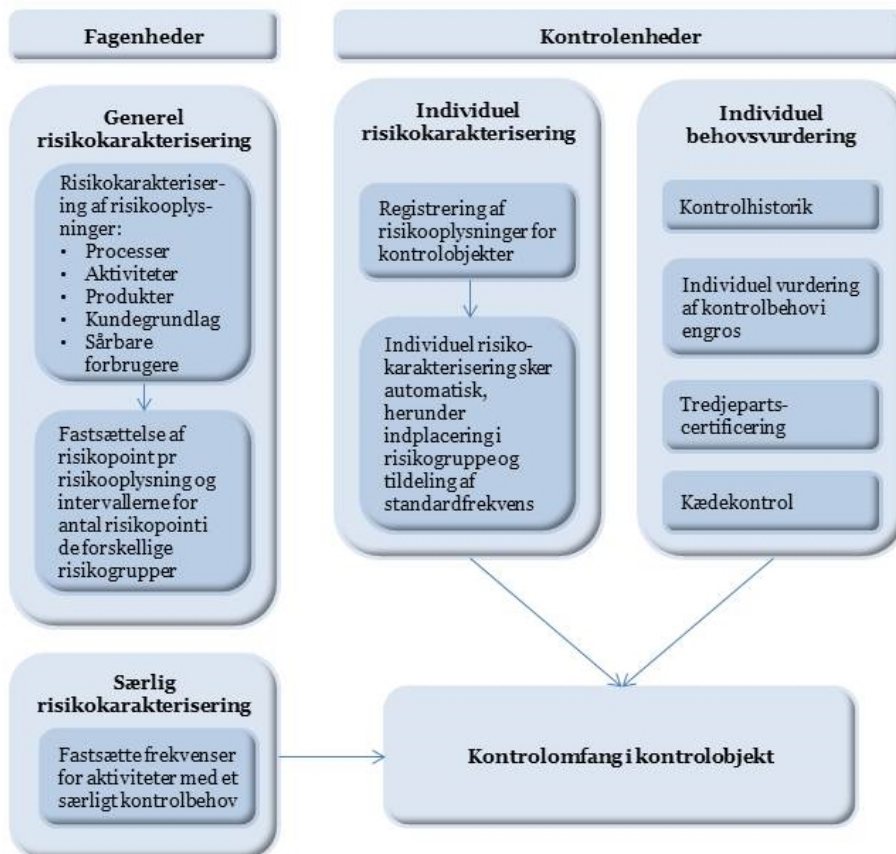 Fagenheder
Kontrolenheder
Generel
risikokarakterisering
Risikokarakteriser-
ing af risikooplys-
ninger:
• Processer
• Aktiviteter
• Produkter
• Kundegrundlag
• Sårbare
forbrugere
Fastsættelse af
risikopoint pr
risikooplysning og
intervallerne for
antal risikopoint i
de forskellige
risikogrupper
Individuel
risikokarakterisering
Registrering af
risikooplysninger for
kontrolobjekter
Individuel risiko-
karakterisering sker
automatisk,
herunder
indplacering i
risikogruppe og
tildeling af
standardfrekvens
Individuel
behovsvurdering
Kontrolhistorik
Individuel vurdering
af kontrolbehov i
engros
Tredjeparts-
certificering
Kædekontrol
Særlig
risikokarakterisering
Fastsætte frekvenser
for aktiviteter med et
særligt kontrolbehov
Kontrolomfang i kontrolobjekt